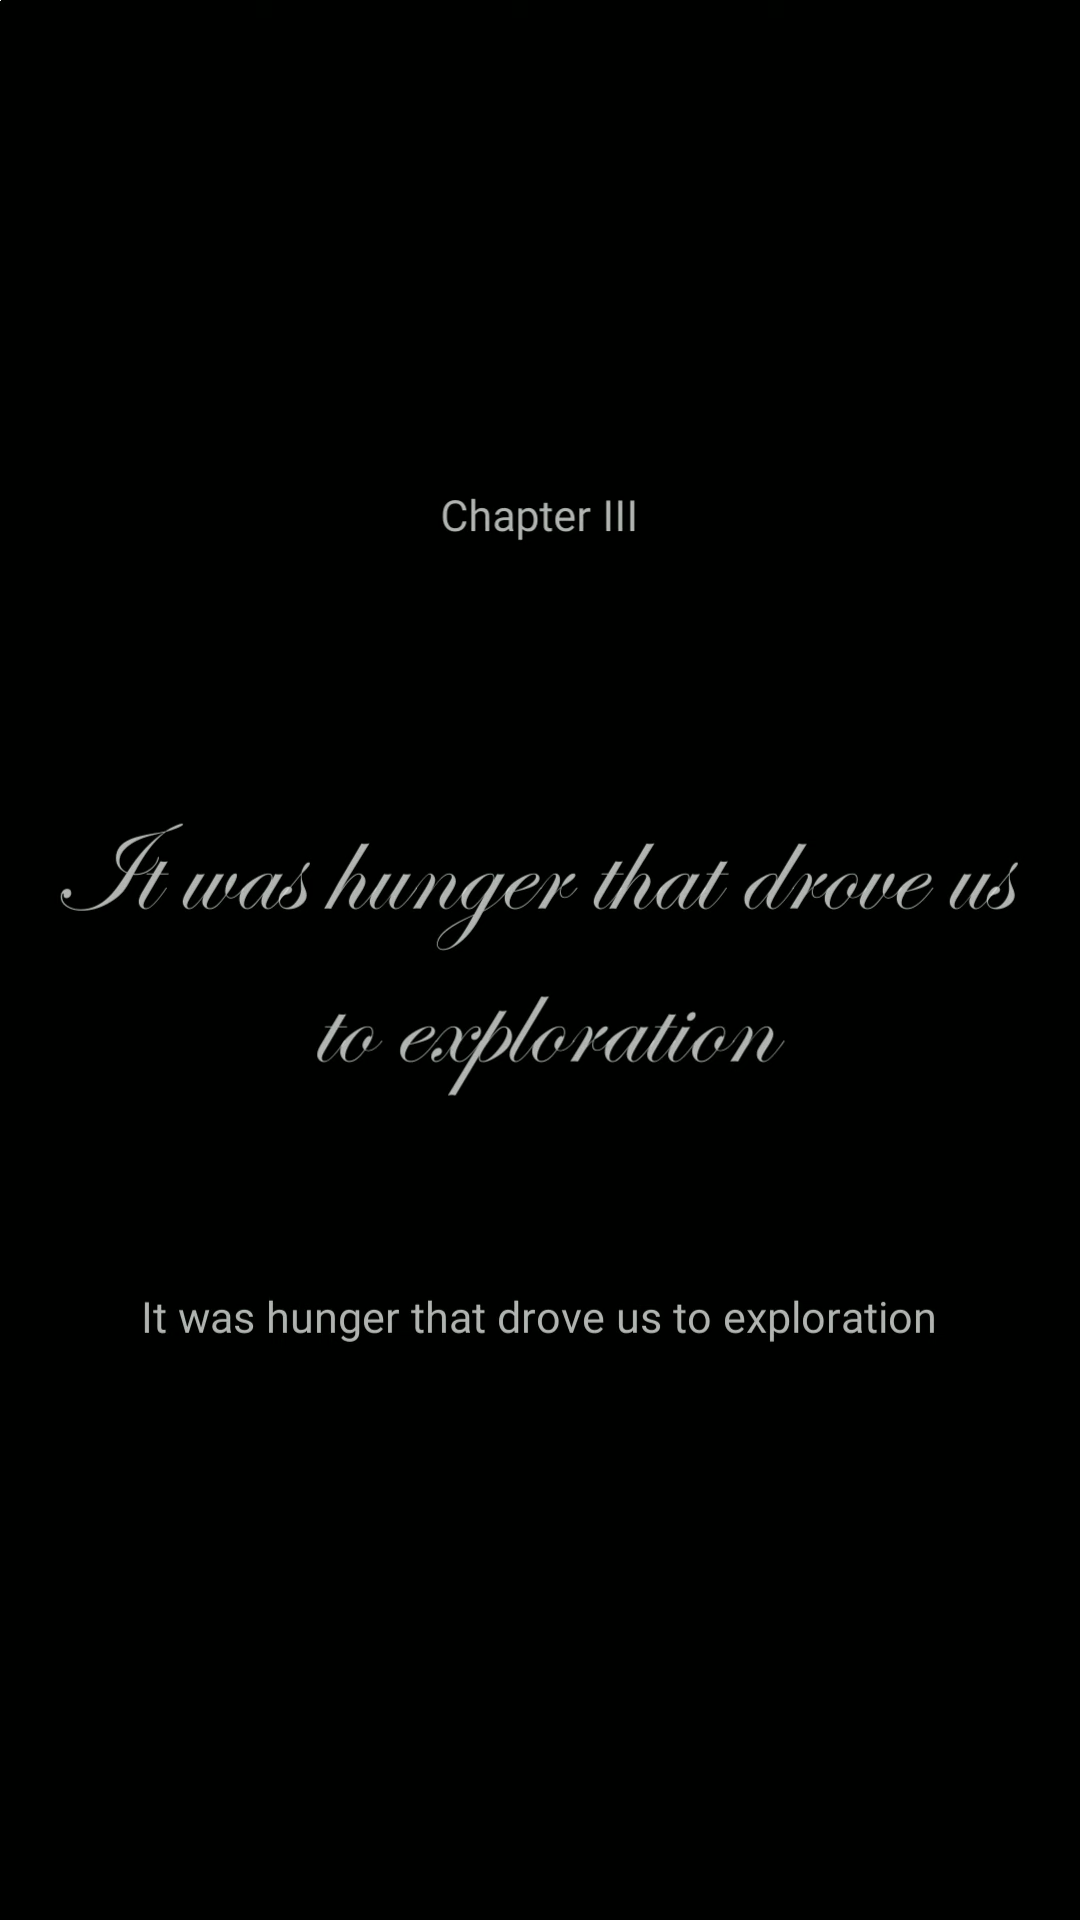 Chapter III
It was hunger that drove us
to exploration
It was hunger that drove us to exploration